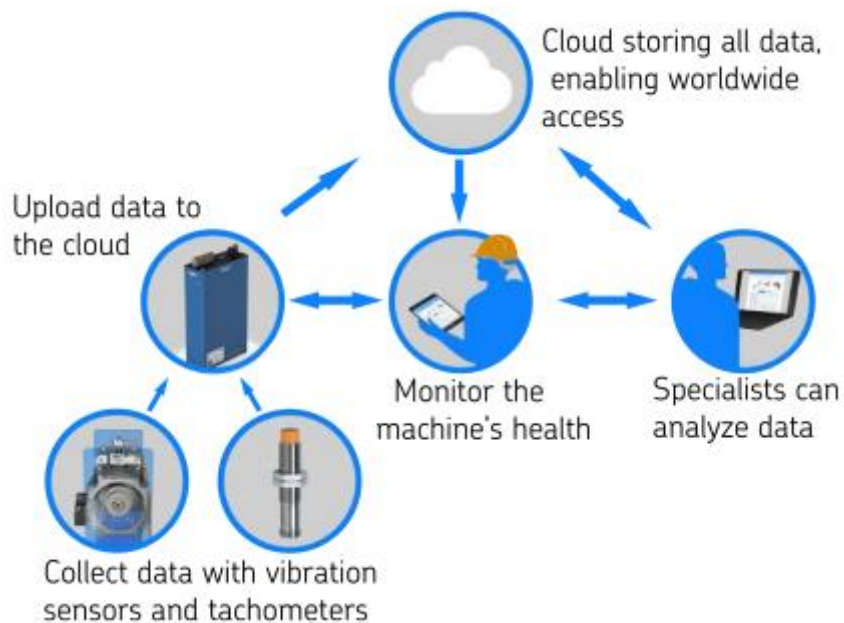 Cloud storing all data,
enabling worldwide
access
Upload data to
the cloud
Monitor the
machine's health
Specialists can
analyze data
Collect data with vibration
sensors and tachometers